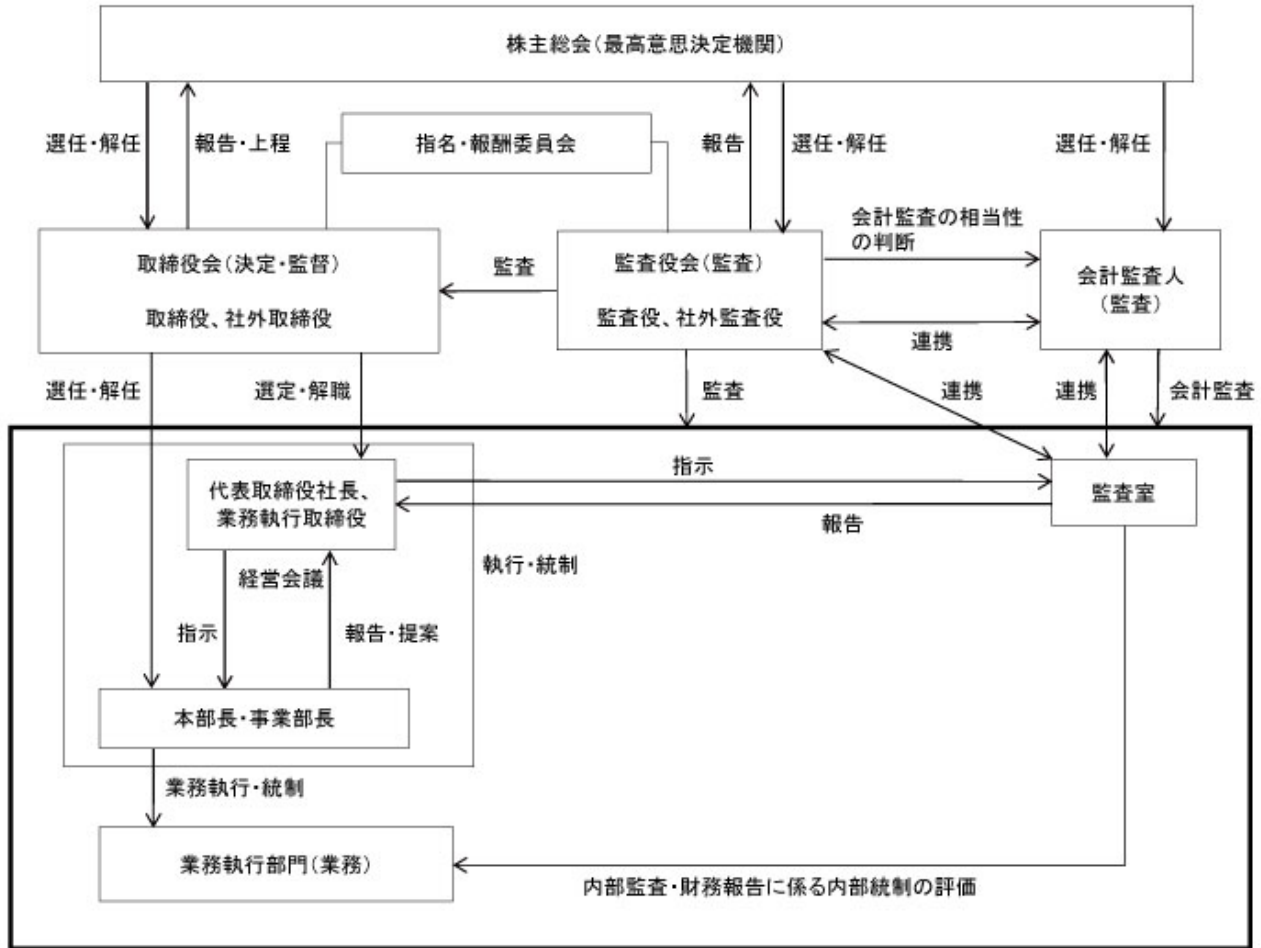 株主総会(最高意思決定機関)
選任・解任
報告・上程
指名・報酬委員会
報告
選任・解任
選任・解任
会計監査の相当性
の判断
取締役会(決定・監督)
取締役、社外取締役
監査
監査役会(監査)
監査役、社外監査役
会計監査人
(監査)
連携
選任・解任
選定・解職
監査
連携
連携
会計監査
代表取締役社長、
業務執行取締役
指示
報告
監査室
執行・統制
経営会議
指示
報告・提案
本部長・事業部長
業務執行・統制
業務執行部門(業務)
内部監査・財務報告に係る内部統制の評価